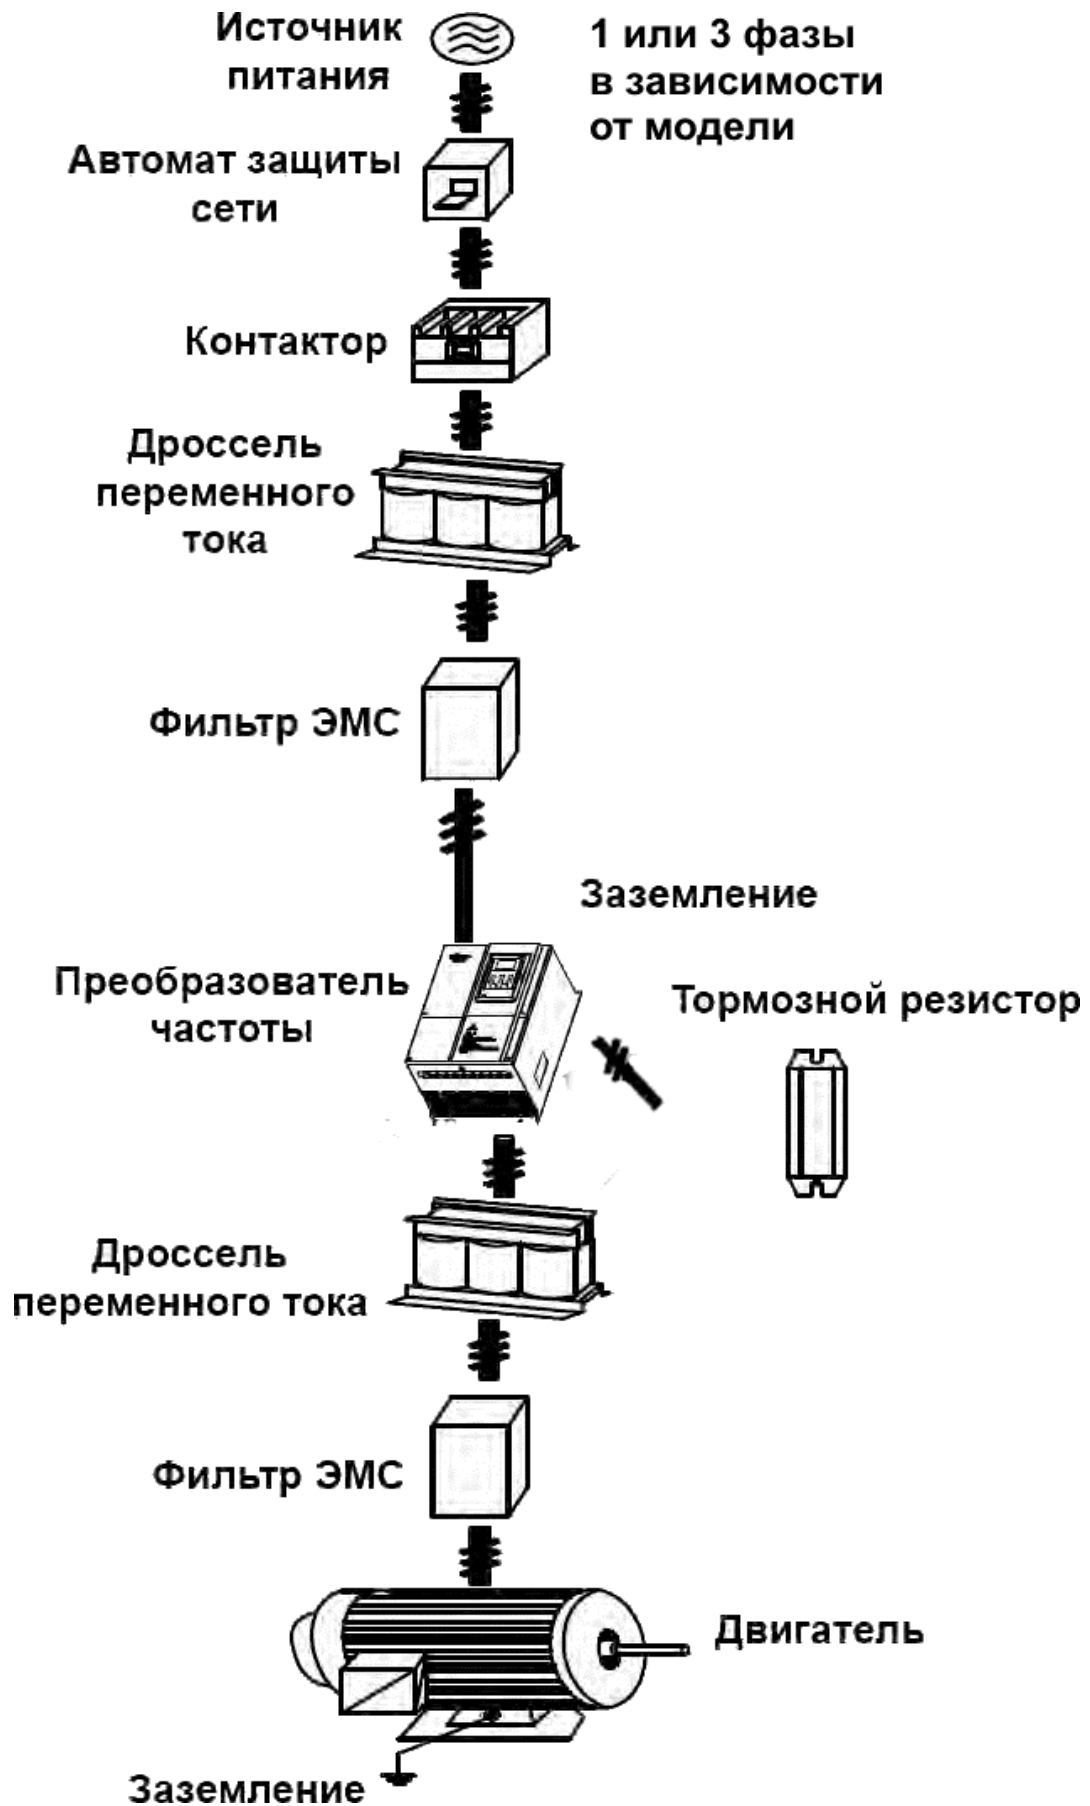 Источник
питания
1 или 3 фазы
в зависимости
от модели
Автомат защиты
сети
Контактор
Дроссель
переменного
тока
Фильтр ЭМС
Заземление
Преобразователь
частоты
Тормозной резистор
Дроссель
переменного тока
Фильтр ЭМС
Двигатель
Заземление